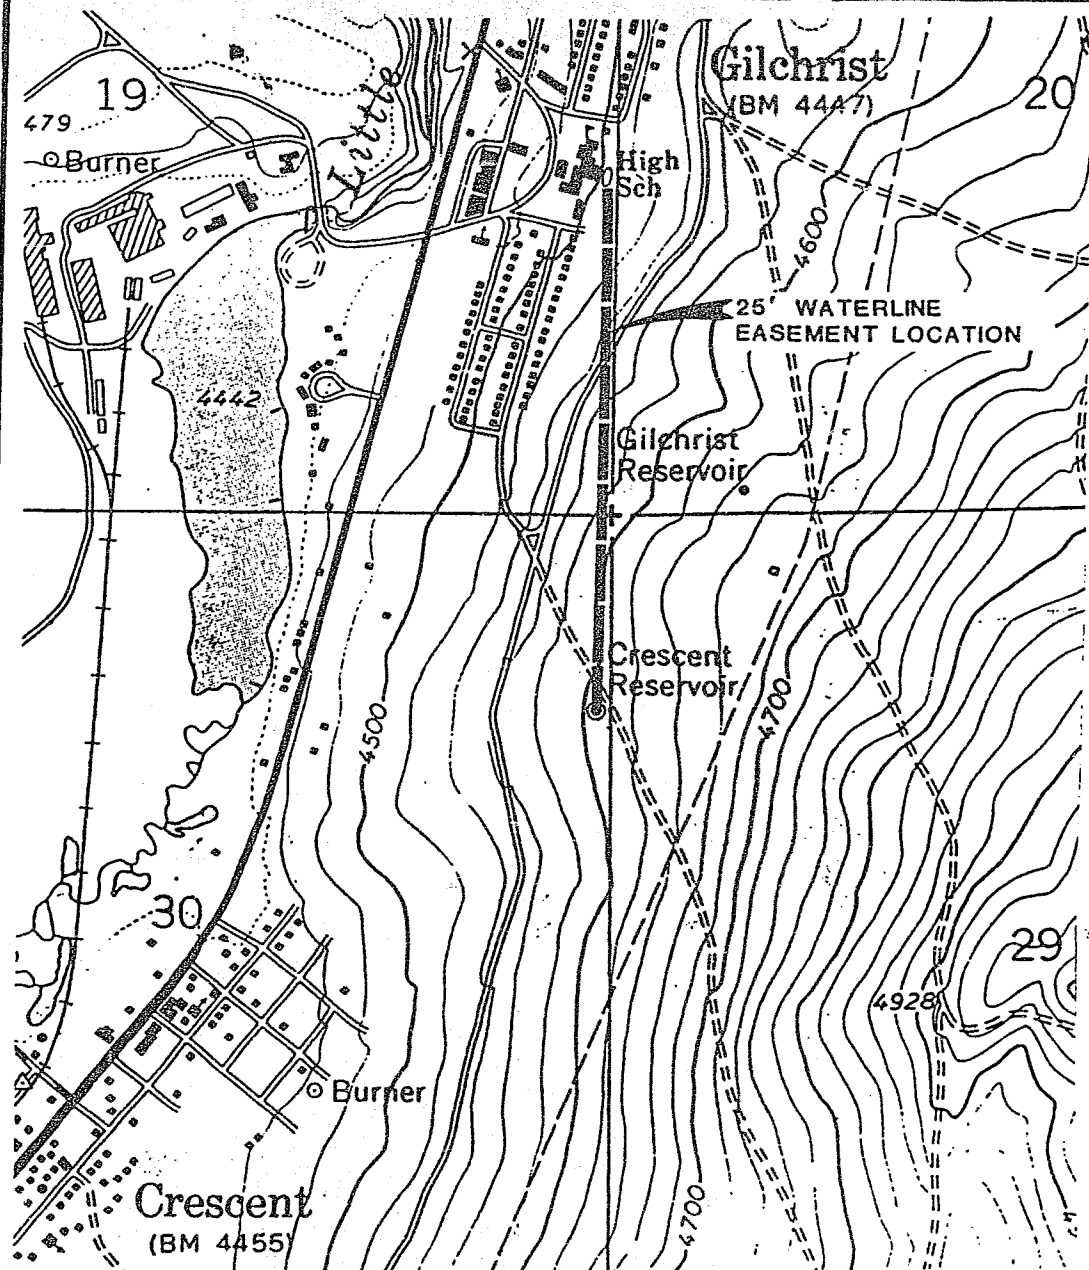 Gilchrist
(BM 4447)
19
20
479
Burner
Little
High
Sch
4600
25' WATERLINE
EASEMENT LOCATION
4442
Gilchrist
Reservoir
Crescent
Reservoir
4700
4500
30
29
4928
Burner
Crescent
(BM 4455)
4700